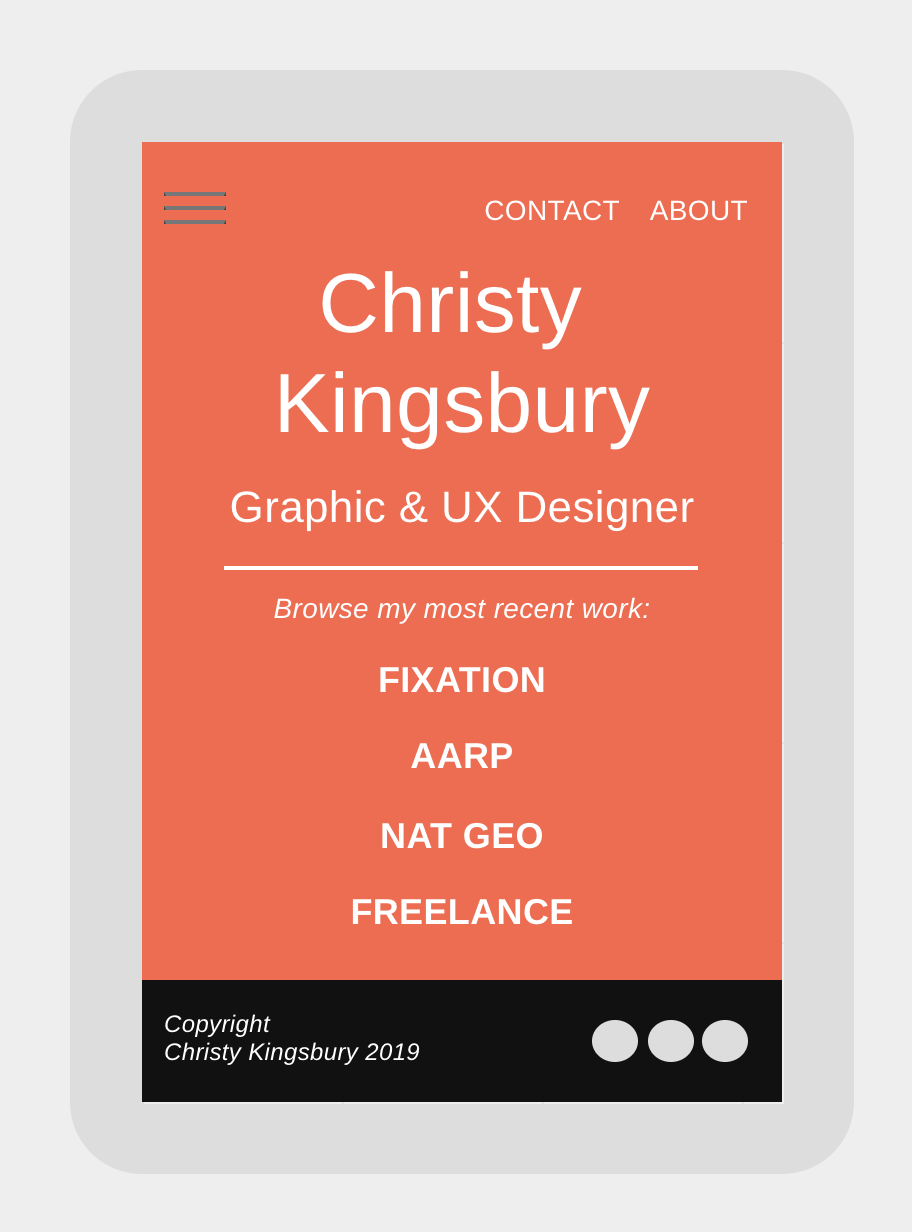 CONTACT ABOUT
Christy
Kingsbury
Graphic & UX Designer
Browse my most recent work:
FIXATION
AARP
NAT GEO
FREELANCE
Copyright
Christy Kingsbury 2019